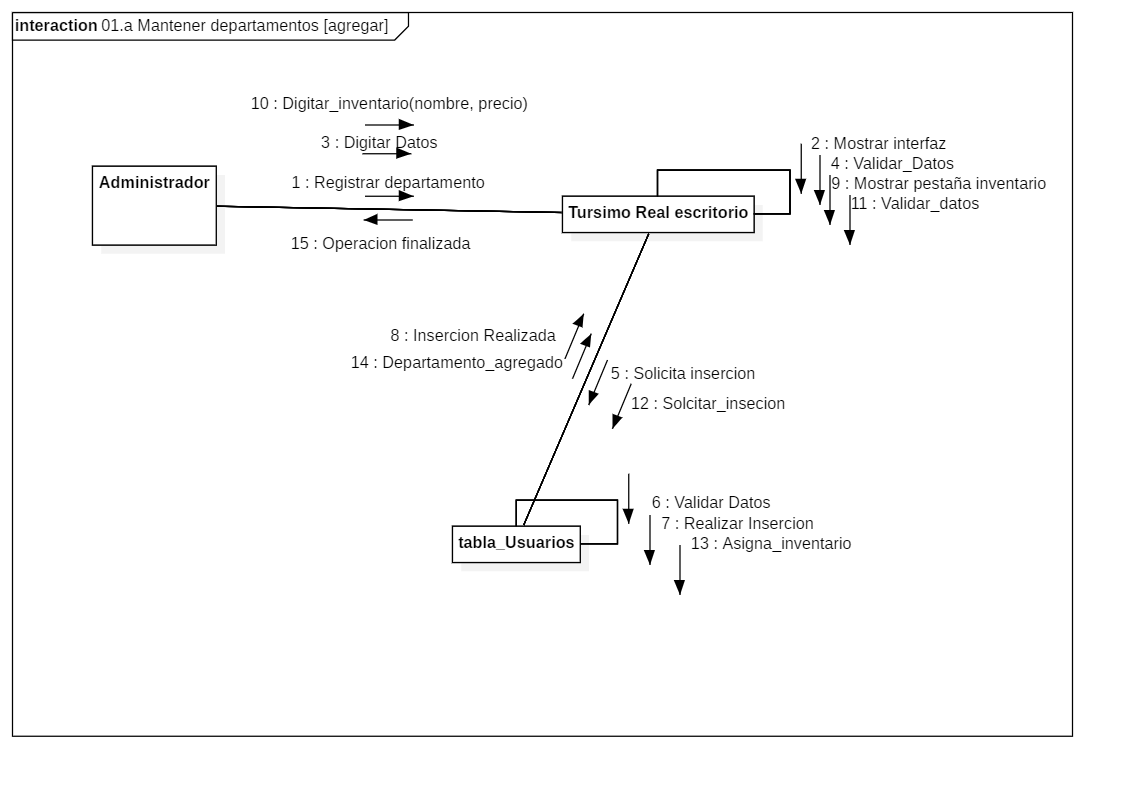 interaction 01.a Mantener departamentos [agregar]
10 : Digitar_inventario(nombre, precio)
3 : Digitar Datos
1 : Registrar departamento
15 : Operacion finalizada
Administrador
Tursimo Real escritorio
2 : Mostrar interfaz
4 : Validar_Datos
9 : Mostrar pestaña inventario
11 : Validar_datos
8 : Insercion Realizada
14 : Departamento_agregado
5 : Solicita insercion
12 : Solcitar_insecion
tabla_Usuarios
6 : Validar Datos
7 : Realizar Insercion
13 : Asigna_inventario